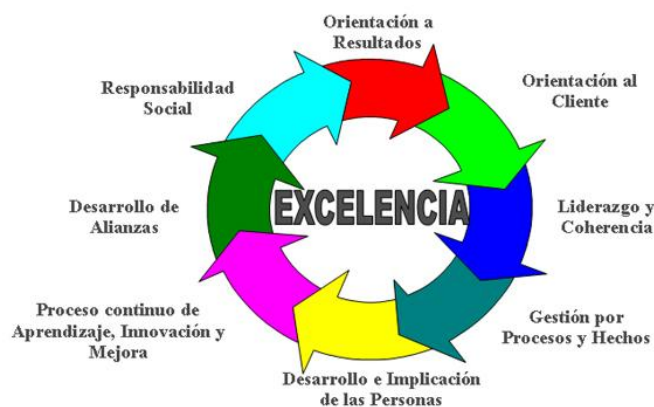 Orientación a
Resultados
Orientación al
Cliente
Liderazgo y
Coherencia
Gestión por
Procesos y Hechos
Desarrollo e Implicación
de las Personas
Proceso continuo de
Aprendizaje, Innovación y
Mejora
Desarrollo de
Alianzas
Responsabilidad
Social
EXCELENCIA